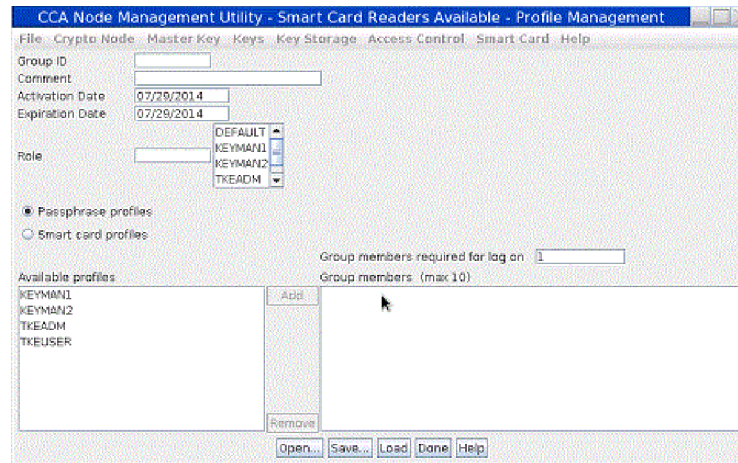 CCA Node Management Utility - Smart Card Readers Available - Profile Management
File Crypto Node Master Key Keys Key Storage Access Control Smart Card Help
Group ID
Comment
Activation Date 07/29/2014
Expiration Date 07/29/2014
DEFAULT
KEYMAN1
Role
KEYMAN2
TKEADM
Passphrase profiles
Smart card profiles
Group members required for log on 1
Available profiles Group members (max 10)
KEYMAN1 Add
KEYMAN2
TKEADM
TKEUSER
Remove
Open... Save... Load Done Help